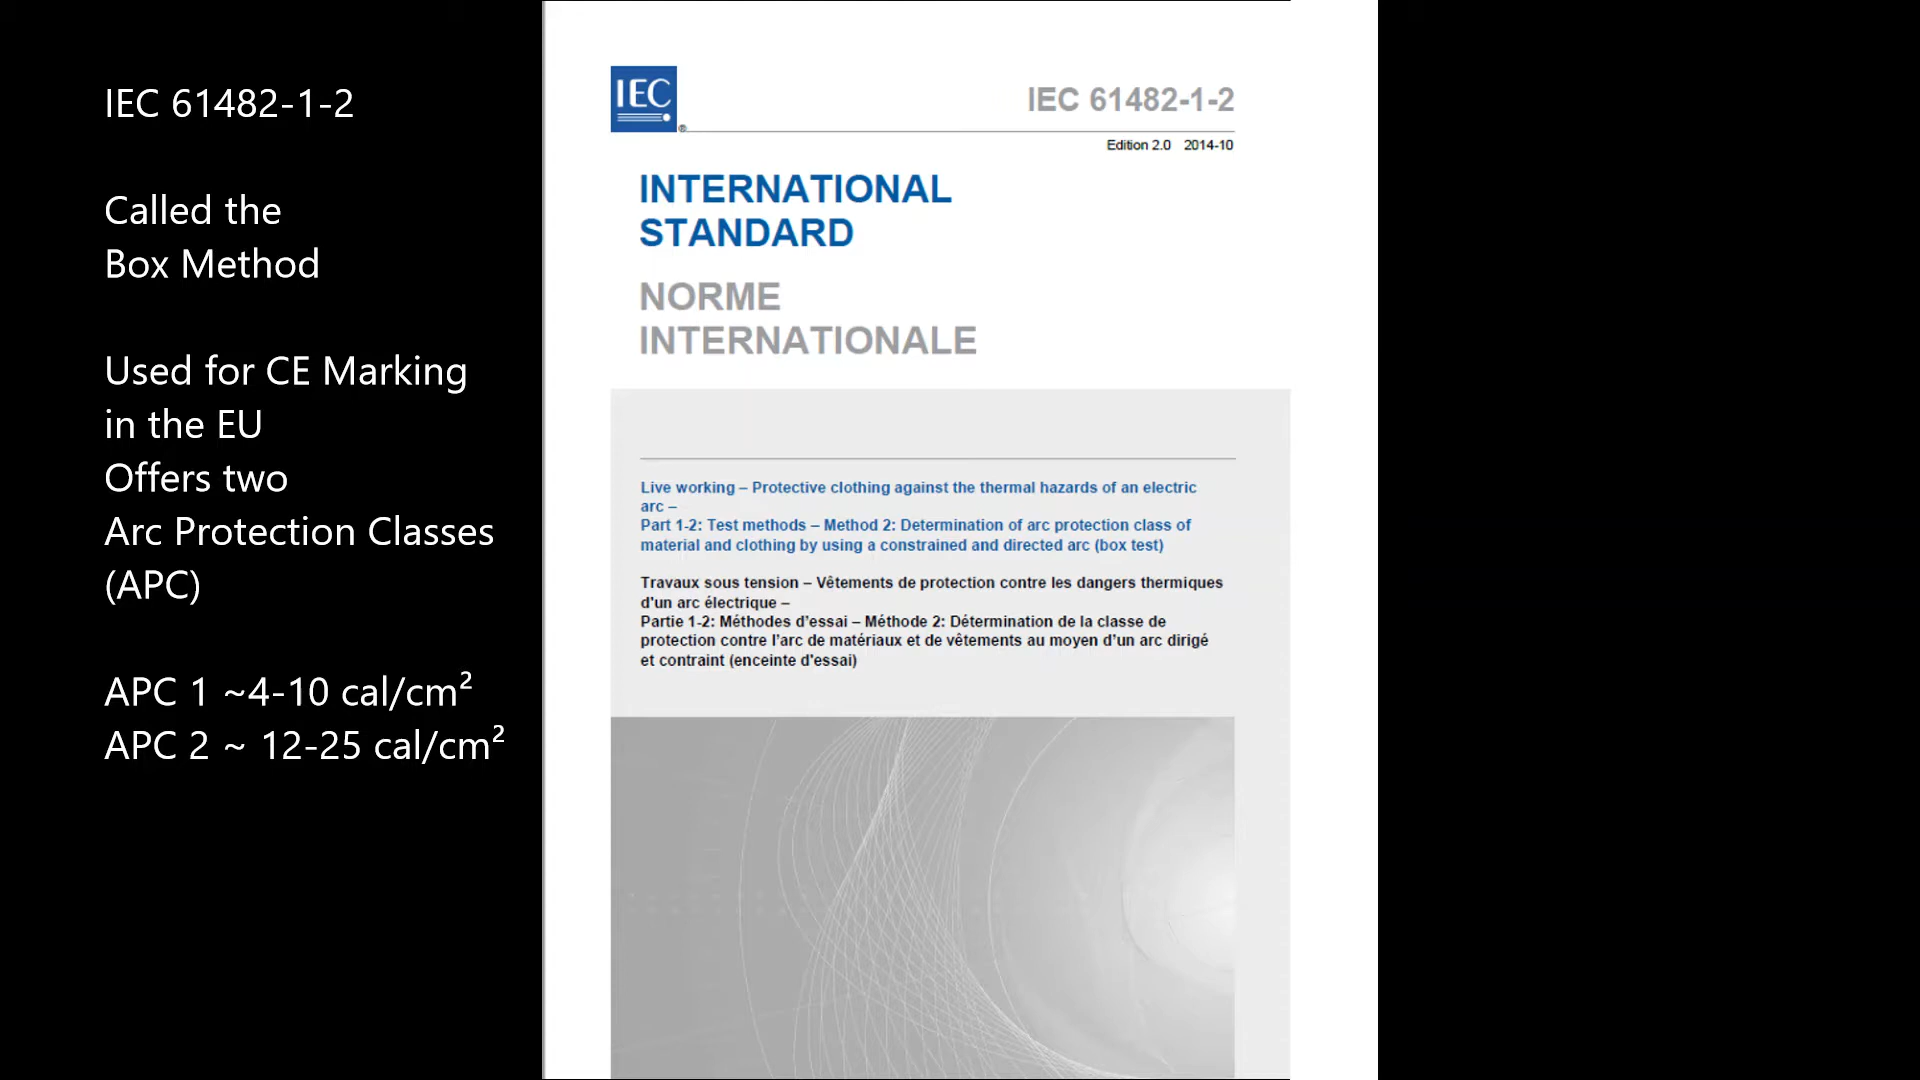 IEC 61482-1-2
Called the
Box Method
Used for CE Marking
in the EU
Offers two
Arc Protection Classes
(APC)
APC 1 ~4-10 cal/cm²
APC 2 ~ 12-25 cal/cm²
IEC
®
IEC 61482-1-2
Edition 2.0 2014-10
INTERNATIONAL
STANDARD
NORME
INTERNATIONALE
Live working – Protective clothing against the thermal hazards of an electric
arc –
Part 1-2: Test methods – Method 2: Determination of arc protection class of
material and clothing by using a constrained and directed arc (box test)
Travaux sous tension – Vêtements de protection contre les dangers thermiques
d'un arc électrique –
Partie 1-2: Méthodes d’essai – Méthode 2: Détermination de la classe de
protection contre l’arc de matériaux et de vêtements au moyen d’un arc dirigé
et contraint (enceinte d'essai)